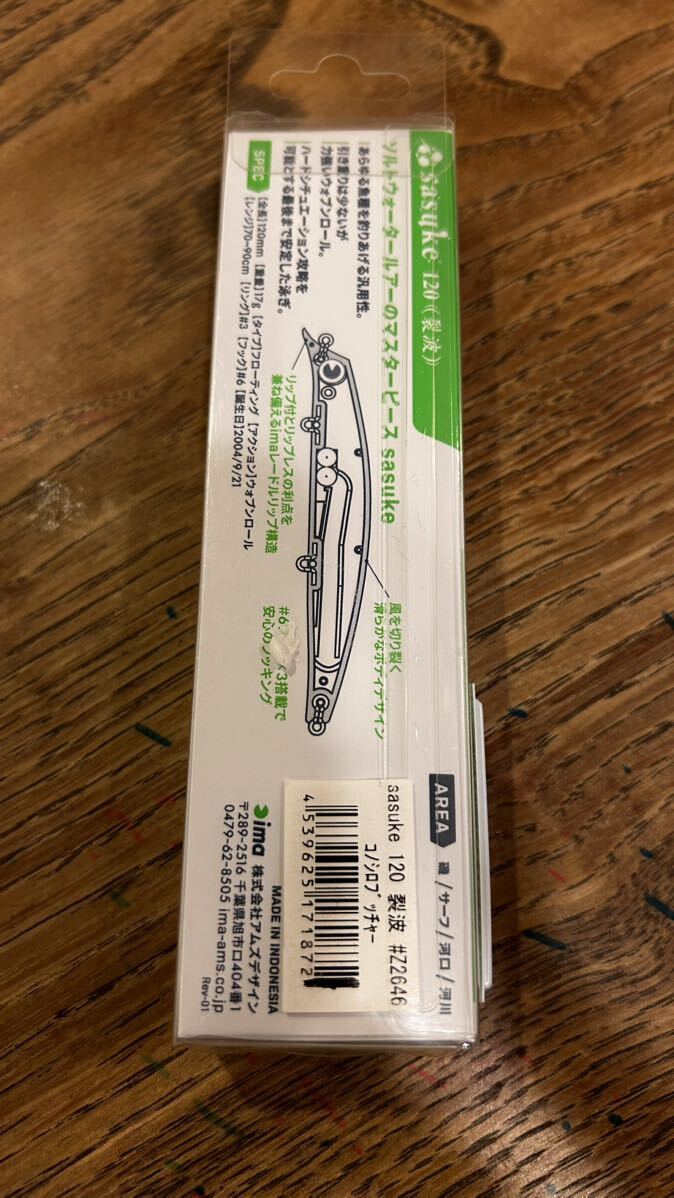 sasuke 120 (裂波)
ソルトウォータールアーのマスターピース sasuke
あらゆる魚種を釣りあげる汎用性。
引き重りは少ないが
力強いウォブンロール。
ハードシチュエーション攻略を
可能とする最後まで安定した泳ぎ。
SPEC
【全長】120mm 【重量】17g 【タイプ】フローティング 【アクション】ウォブンロール
【レンジ】70~90cm 【リング】#3 【フック】#6 【誕生日】2004/9/21
リップ付とリップレスの利点を
兼ね備えるimaレードルリップ構造
風を切り裂く
滑らかなボディデザイン
#6 ×3搭載で
安心のフッキング
AREA 磯/サーフ/河口/河川
sasuke 120 裂波 #Z2646
コノシロプッチャー
4539625171872
MADE IN INDONESIA
ima 株式会社アムズデザイン
〒289-2516 千葉県旭市ロ404番1
0479-62-8505 ima-ams.co.jp
Rev-01